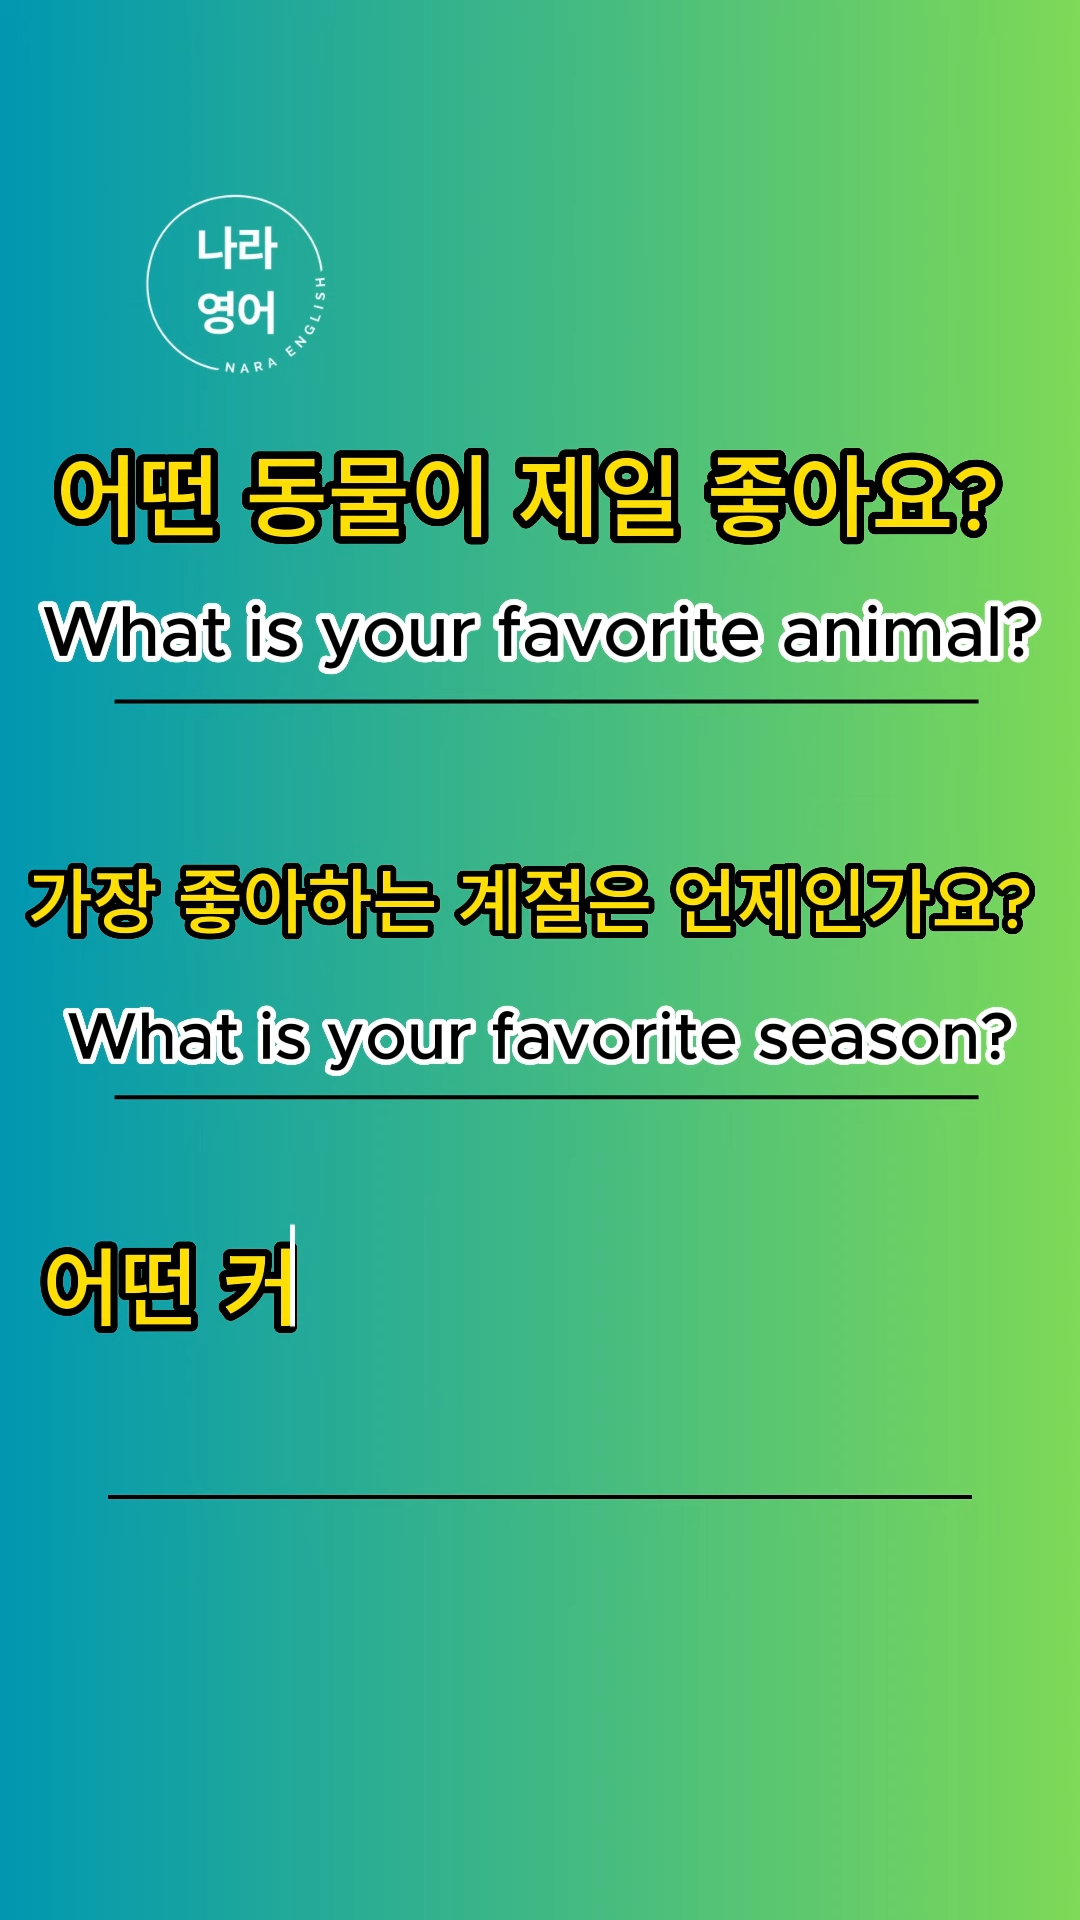 나라
영어
NARA ENGLISH
어떤 동물이 제일 좋아요?
What is your favorite animal?
가장 좋아하는 계절은 언제인가요?
What is your favorite season?
어떤 커